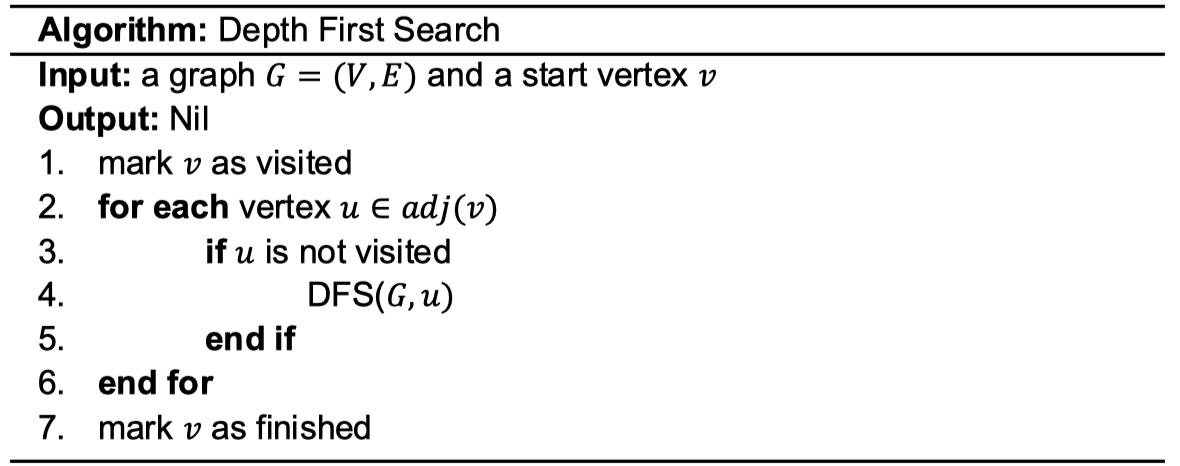 Algorithm: Depth First Search
Input: a graph G = (V, E) and a start vertex v
Output: Nil
1. mark v as visited
2. for each vertex u ∈ adj(v)
3. if u is not visited
4. DFS(G, u)
5. end if
6. end for
7. mark v as finished